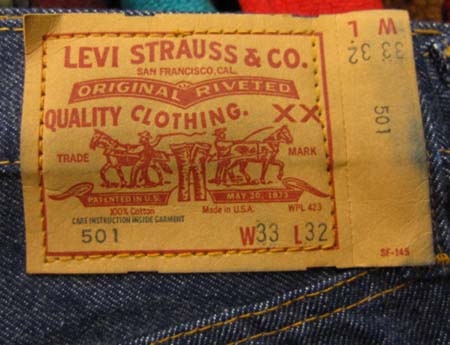 LEVI STRAUSS & CO.
SAN FRANCISCO, CAL.
ORIGINAL RIVETED
QUALITY CLOTHING. XX
TRADE MARK
PATENTED IN U.S. MAY 20, 1873
100% Cotton Made in U.S.A. WPL 423
CARE INSTRUCTION INSIDE GARMENT
501 W33 L32
W L
33 32
501
SF-145